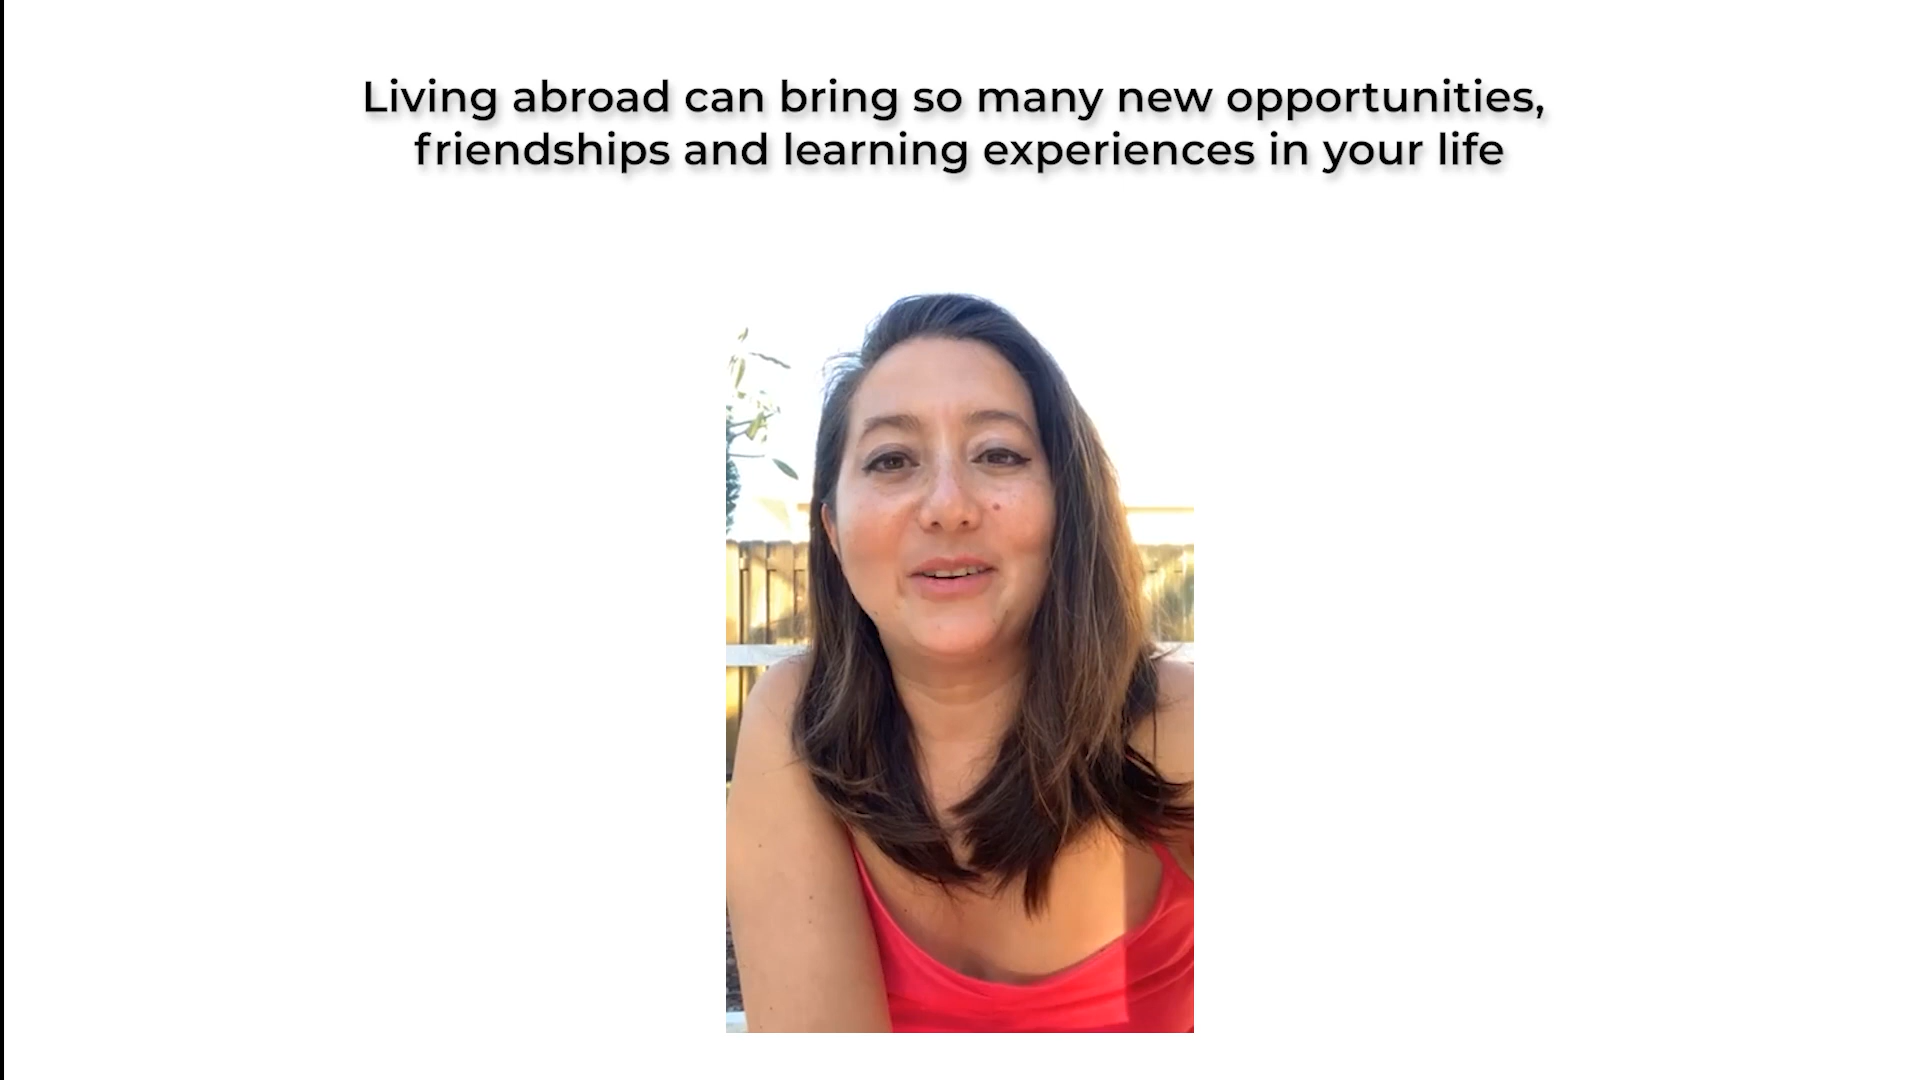 Living abroad can bring so many new opportunities,
friendships and learning experiences in your life